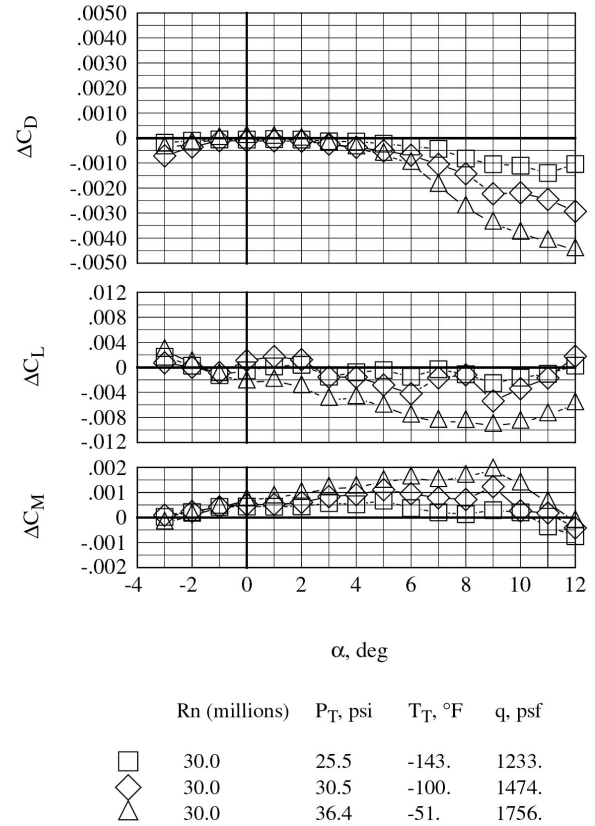 .0050
.0040
.0030
.0020
.0010
0
-.0010
-.0020
-.0030
-.0040
-.0050
ΔC_D
.012
.008
.004
0
-.004
-.008
-.012
ΔC_L
.002
.001
0
-.001
-.002
ΔC_M
-4 -2 0 2 4 6 8 10 12
α, deg
Rn (millions) P_T, psi T_T, °F q, psf
30.0 25.5 -143. 1233.
30.0 30.5 -100. 1474.
30.0 36.4 -51. 1756.